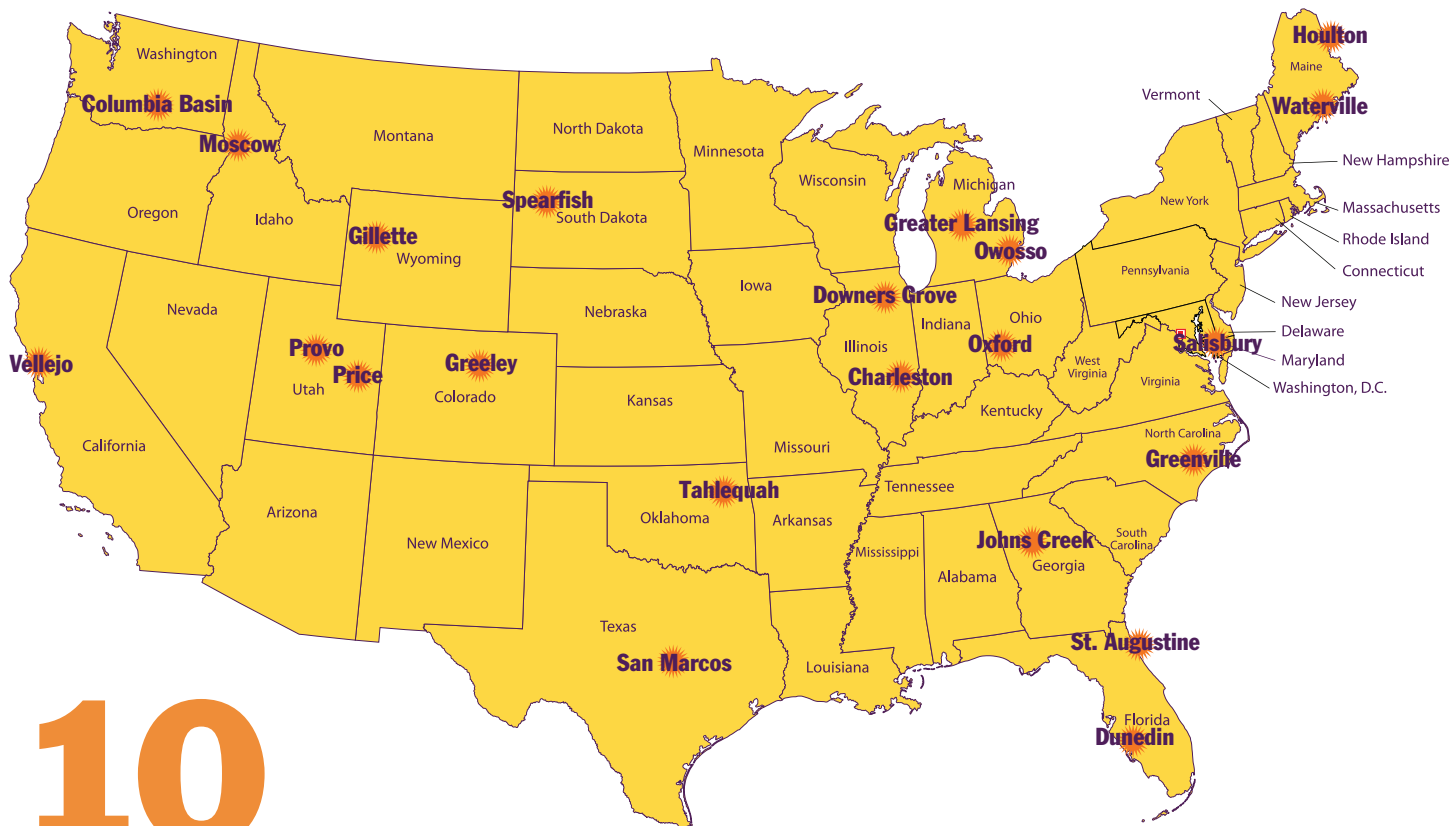 Houlton
Washington
Maine
Vermont
Columbia Basin
Waterville
Montana
North Dakota
Moscow
Minnesota
New Hampshire
Wisconsin
Michigan
Spearfish
New York
Massachusetts
Oregon
Idaho
South Dakota
Greater Lansing
Gillette
Rhode Island
Owosso
Wyoming
Pennsylvania
Connecticut
Iowa
Downers Grove
New Jersey
Nevada
Nebraska
Ohio
Indiana
Delaware
Provo
Illinois
Oxford
Salisbury
Vellejo
Price
Greeley
West
Virginia
Maryland
Utah
Charleston
Virginia
Washington, D.C.
Colorado
Kansas
Kentucky
California
Missouri
North Carolina
Greenville
Tahlequah
Tennessee
Arizona
Oklahoma
Arkansas
New Mexico
Johns Creek
South
Carolina
Mississippi
Georgia
Alabama
Texas
St. Augustine
San Marcos
Louisiana
Florida
Dunedin
10